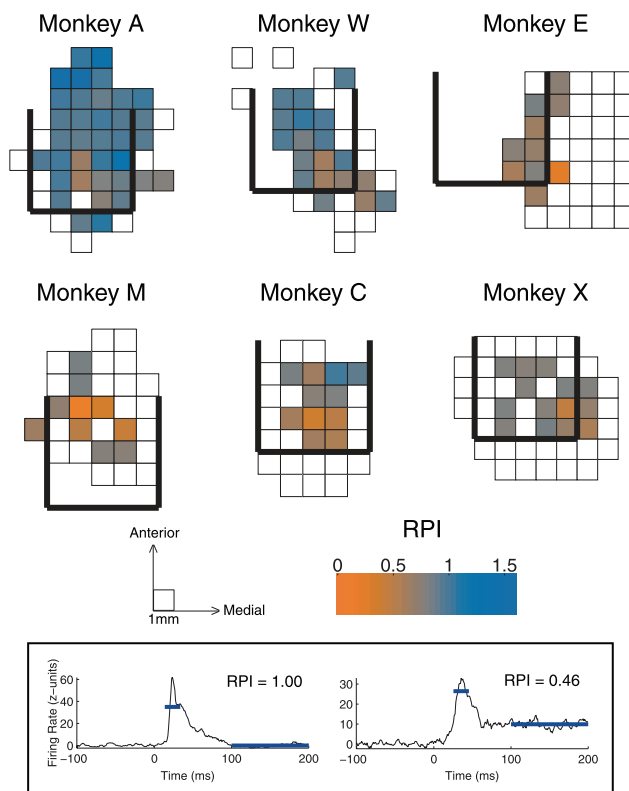 Monkey A Monkey W Monkey E
Monkey M Monkey C Monkey X
Anterior
Medial
1mm
RPI
0 0.5 1 1.5
Firing Rate (z-units)
60
40
20
0
−100 0 100 200
Time (ms)
RPI = 1.00
30
20
10
0
−100 0 100 200
Time (ms)
RPI = 0.46